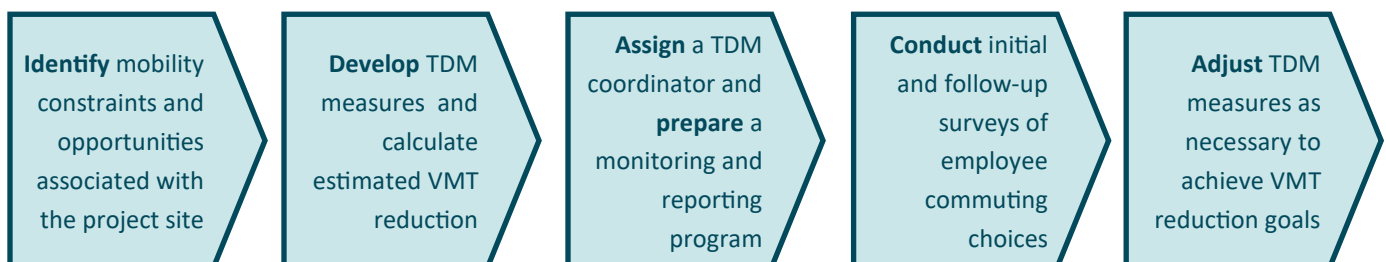 Identify mobility
constraints and
opportunities
associated with
the project site
Develop TDM
measures and
calculate
estimated VMT
reduction
Assign a TDM
coordinator and
prepare a
monitoring and
reporting
program
Conduct initial
and follow-up
surveys of
employee
commuting
choices
Adjust TDM
measures as
necessary to
achieve VMT
reduction goals